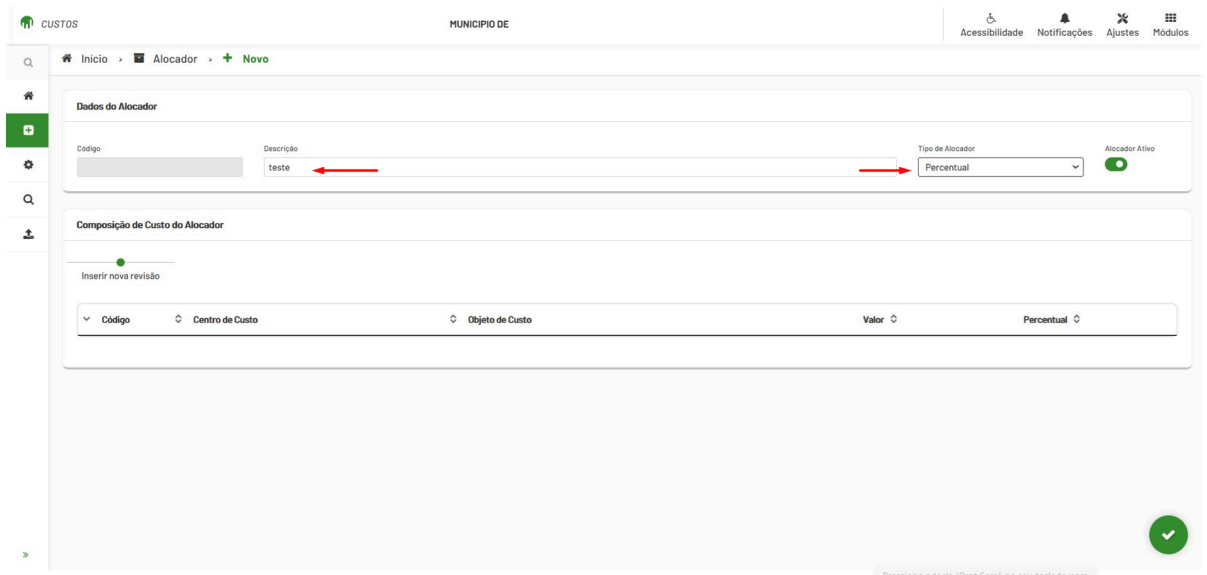 CUSTOS
MUNICIPIO DE
Acessibilidade Notificações Ajustes Módulos
Início › Alocador › + Novo
Dados do Alocador
Código Descrição Tipo de Alocador Alocador Ativo
teste Percentual
Composição de Custo do Alocador
Inserir nova revisão
Código Centro de Custo Objeto de Custo Valor Percentual